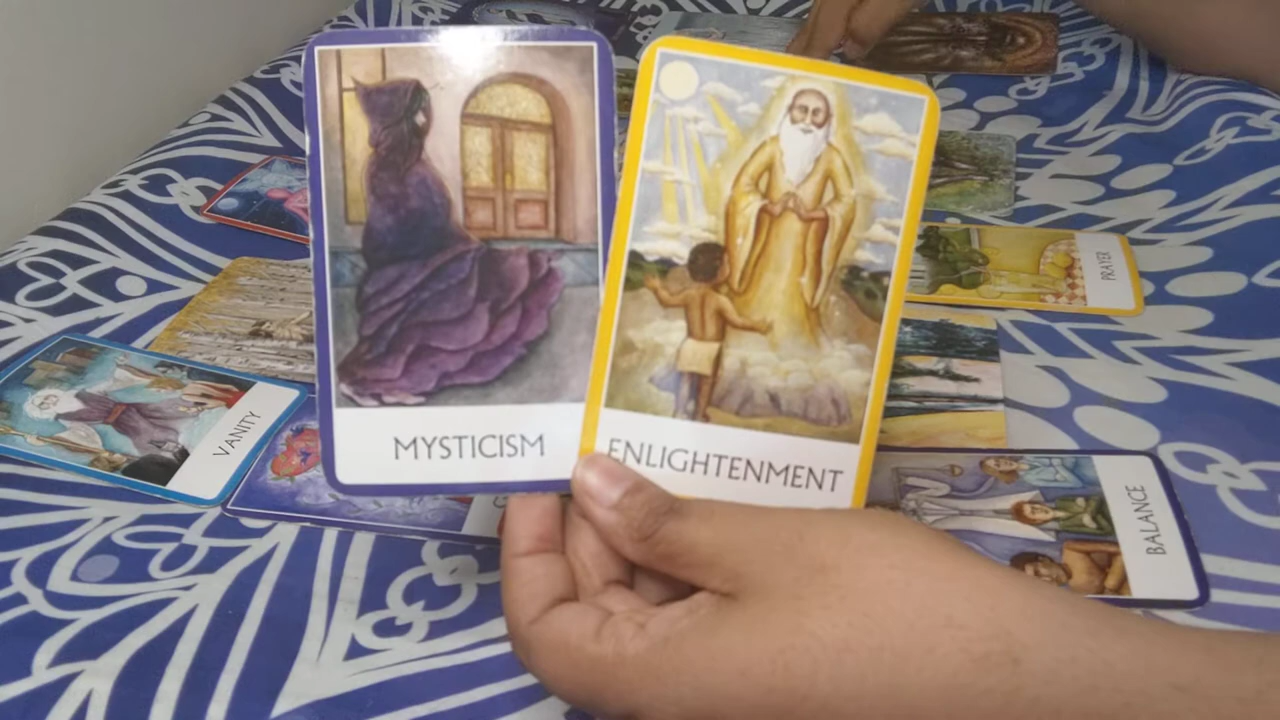 MYSTICISM
ENLIGHTENMENT
PRAYER
VANITY
BALANCE